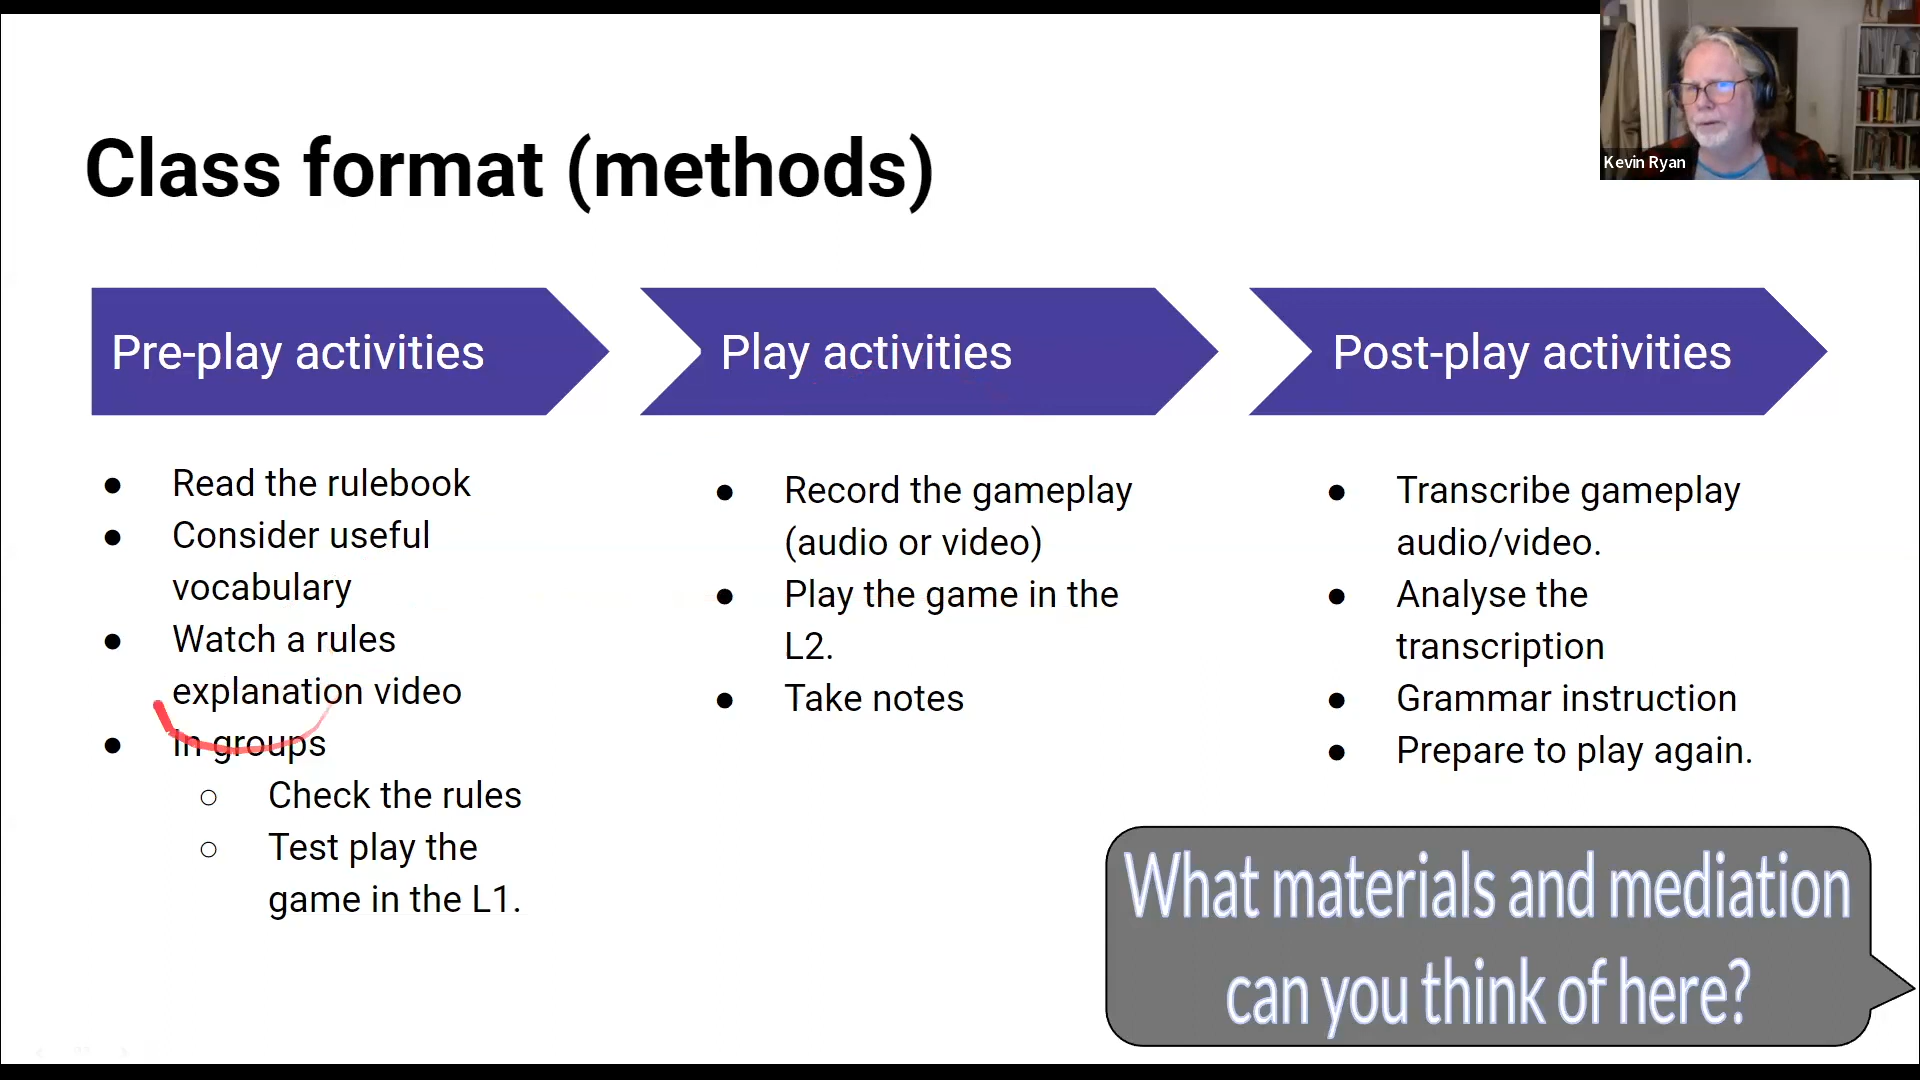 Kevin Ryan
Class format (methods)
Pre-play activities
Read the rulebook
Consider useful
vocabulary
Watch a rules
explanation video
In groups
Check the rules
Test play the
game in the L1.
Play activities
Record the gameplay
(audio or video)
Play the game in the
L2.
Take notes
Post-play activities
Transcribe gameplay
audio/video.
Analyse the
transcription
Grammar instruction
Prepare to play again.
What materials and mediation
can you think of here?